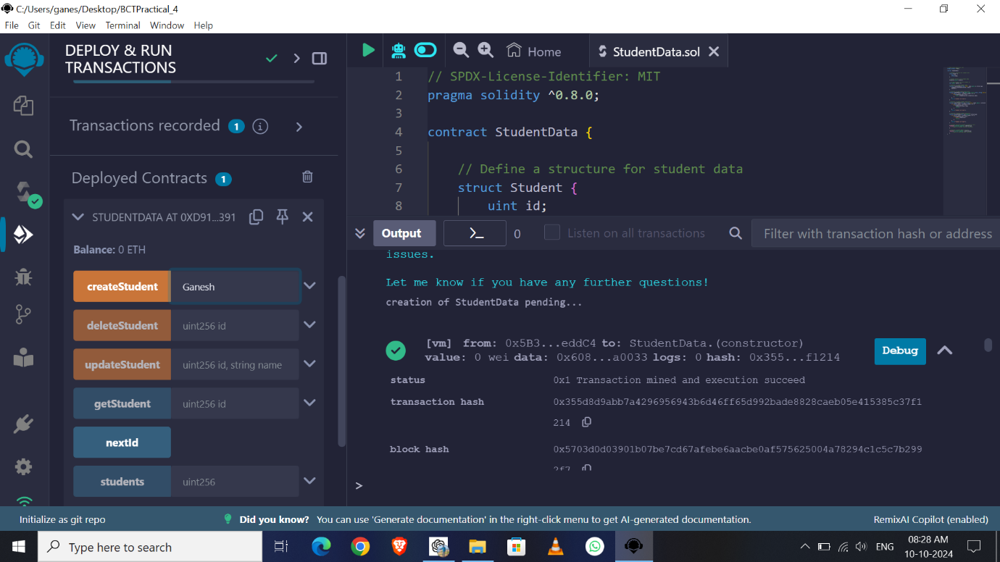 C:/Users/ganes/Desktop/BCTPractical_4
File Git Edit View Terminal Window Help
DEPLOY & RUN
TRANSACTIONS
Transactions recorded 1
Deployed Contracts 1
STUDENTDATA AT 0XD91...391
Balance: 0 ETH
createStudent Ganesh
deleteStudent uint256 id
updateStudent uint256 id, string name
getStudent uint256 id
nextId
students uint256
Home
StudentData.sol
1 // SPDX-License-Identifier: MIT
2 pragma solidity ^0.8.0;
3
4 contract StudentData {
5
6 // Define a structure for student data
7 struct Student {
8 uint id;
Output >_ 0 Listen on all transactions Filter with transaction hash or address
issues.
Let me know if you have any further questions!
creation of StudentData pending...
[vm] from: 0x5B3...eddC4 to: StudentData.(constructor)
value: 0 wei data: 0x608...a0033 logs: 0 hash: 0x355...f1214
Debug
status 0x1 Transaction mined and execution succeed
transaction hash 0x355d8d9abb7a4296956943b6d46ff65d992bade8828caeb05e415385c37f1
214
block hash 0x5703d0d03901b07be7cd67afebe6aacbe0af575625004a78294c1c5c7b299
2f7
>
Initialize as git repo
Did you know? You can use 'Generate documentation' in the right-click menu to get AI-generated documentation.
RemixAI Copilot (enabled)
Type here to search
ENG
08:28 AM
10-10-2024